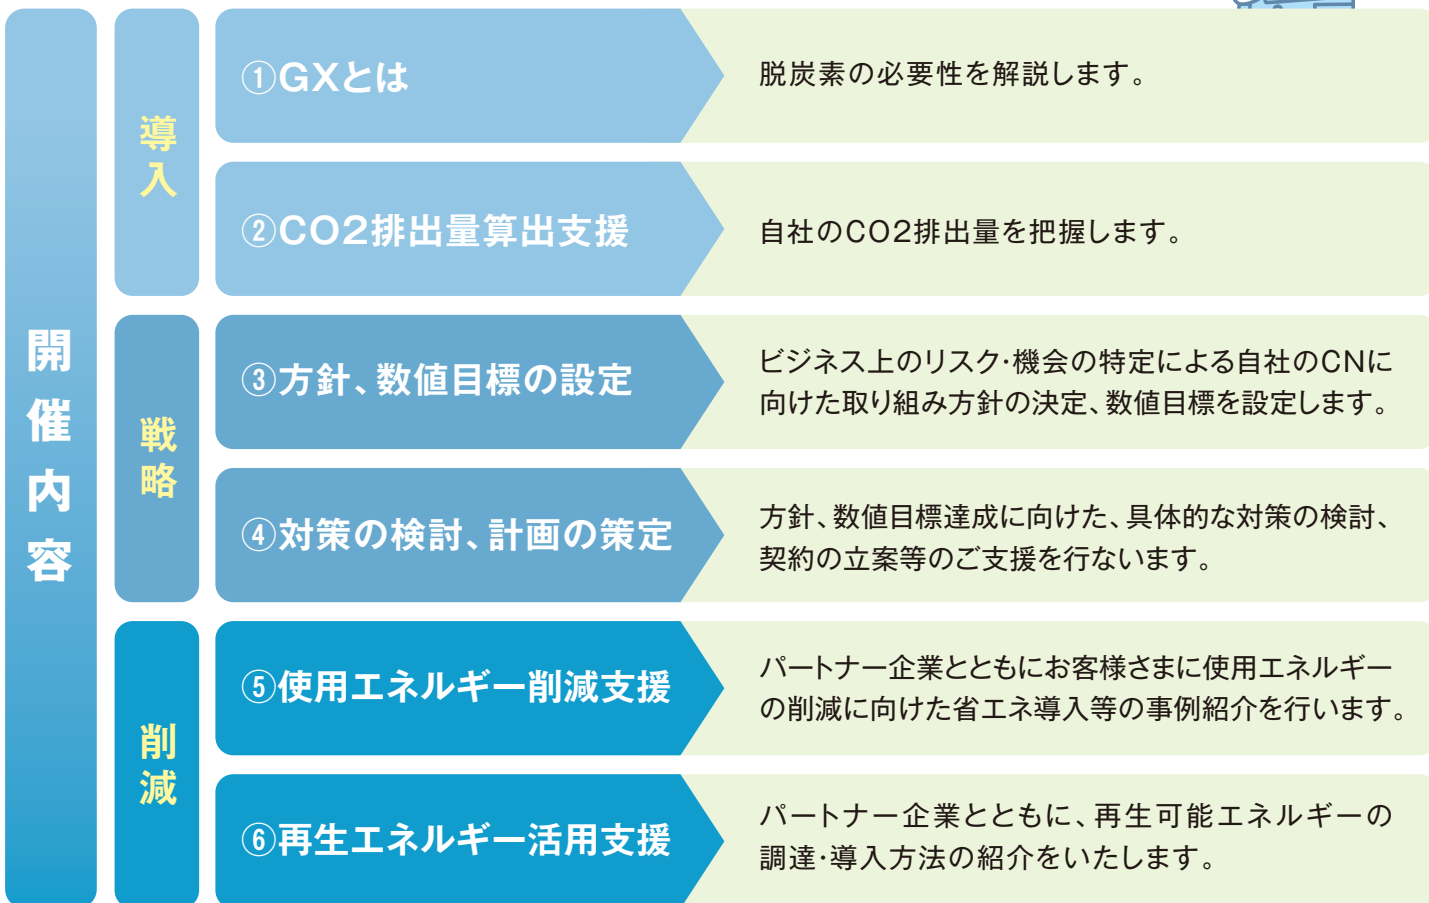 開催内容
導入
①GXとは
脱炭素の必要性を解説します。
②CO2排出量算出支援
自社のCO2排出量を把握します。
戦略
③方針、数値目標の設定
ビジネス上のリスク・機会の特定による自社のCNに
向けた取り組み方針の決定、数値目標を設定します。
④対策の検討、計画の策定
方針、数値目標達成に向けた、具体的な対策の検討、
契約の立案等のご支援を行ないます。
削減
⑤使用エネルギー削減支援
パートナー企業とともにお客様さまに使用エネルギー
の削減に向けた省エネ導入等の事例紹介を行います。
⑥再生エネルギー活用支援
パートナー企業とともに、再生可能エネルギーの
調達・導入方法の紹介をいたします。